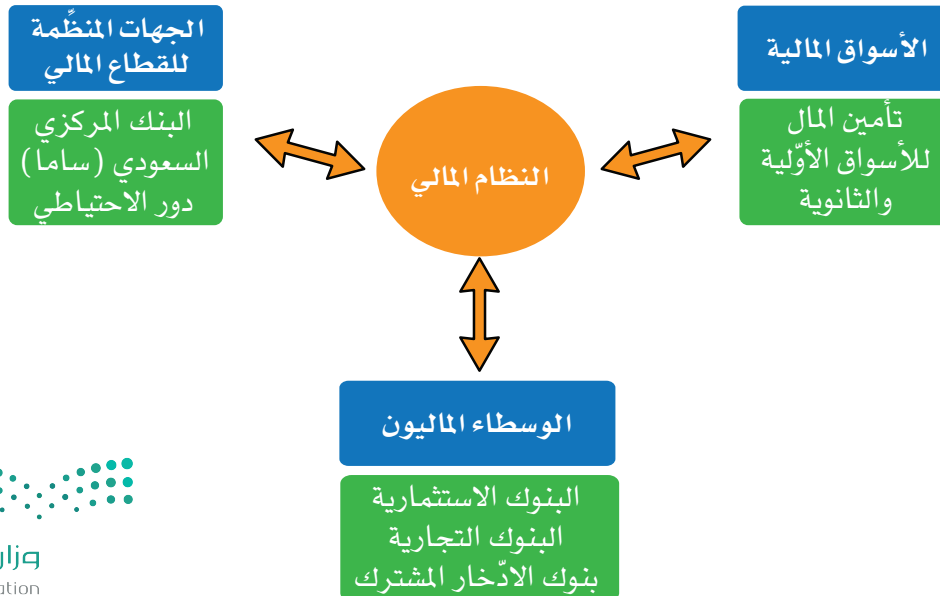 الجهات المنظِّمة
للقطاع المالي
البنك المركزي
السعودي (ساما)
دور الاحتياطي
النظام المالي
الأسواق المالية
تأمين المال
للأسواق الأوّلية
والثانوية
الوسطاء الماليون
البنوك الاستثمارية
البنوك التجارية
بنوك الادّخار المشترك